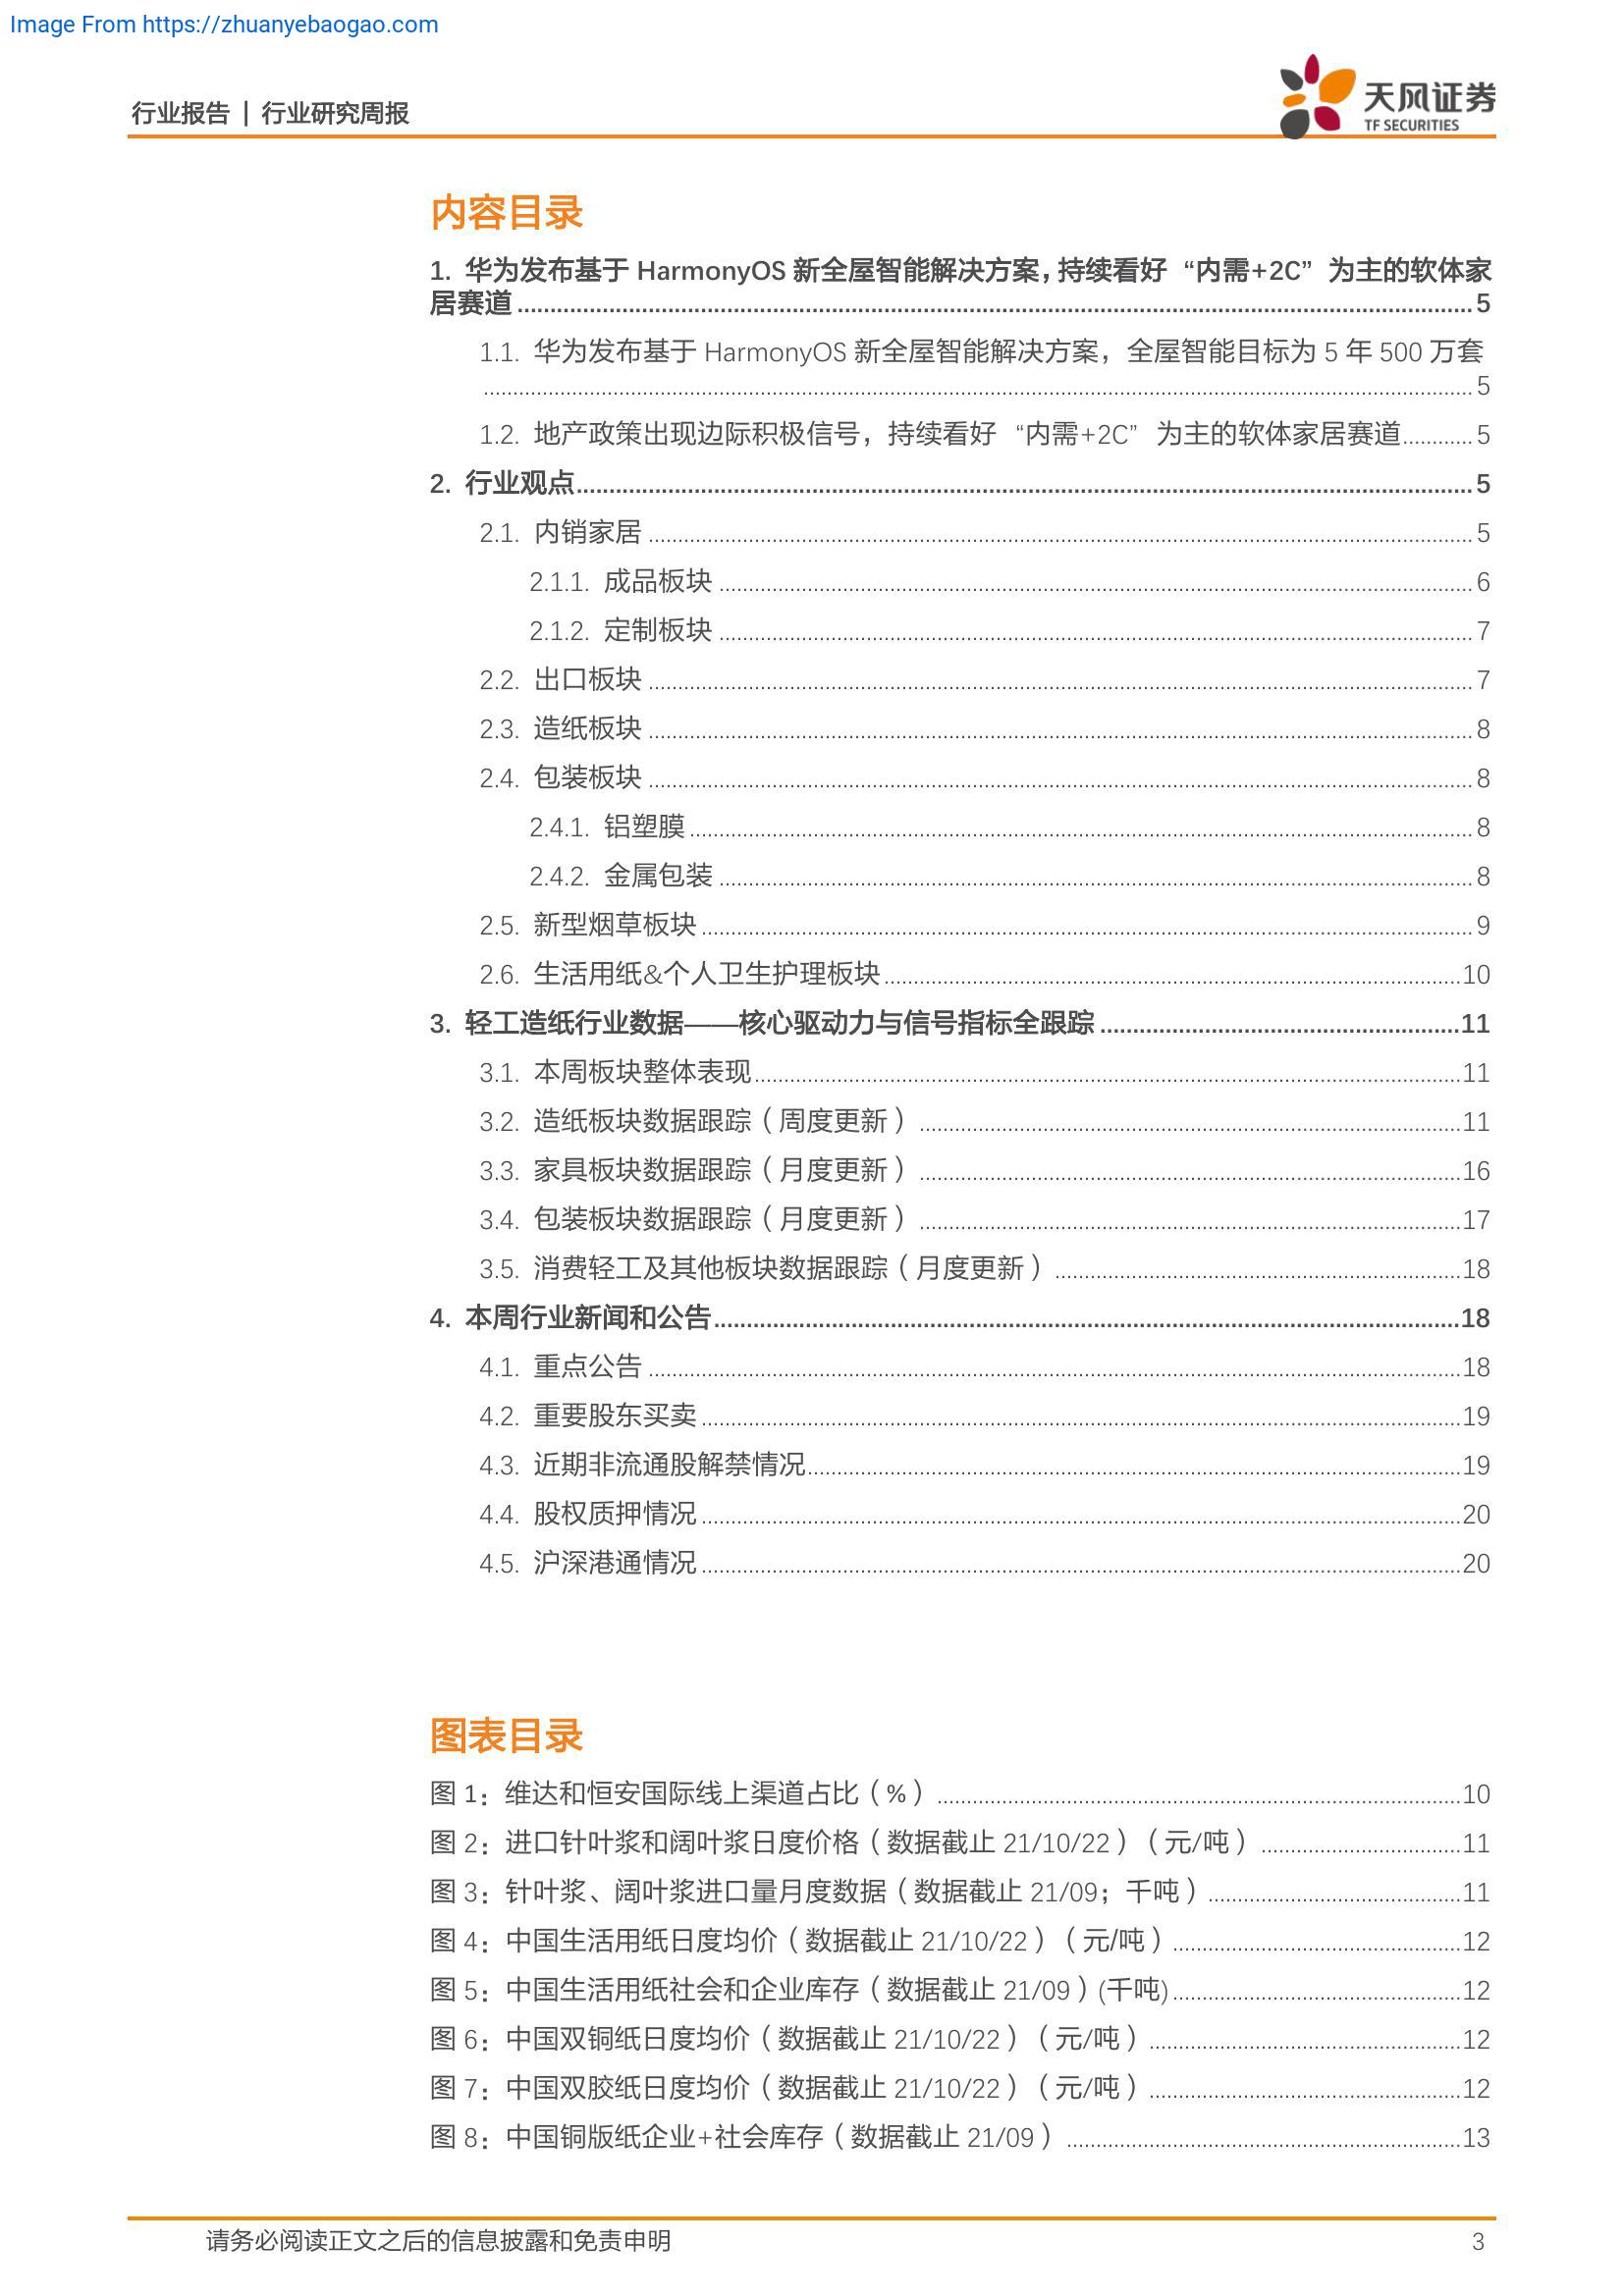 Image From https://zhuanyebaogao.com
行业报告 | 行业研究周报
天风证券
TF SECURITIES
内容目录
1. 华为发布基于 HarmonyOS 新全屋智能解决方案，持续看好“内需+2C”为主的软体家
居赛道 5
1.1. 华为发布基于 HarmonyOS 新全屋智能解决方案，全屋智能目标为 5 年 500 万套
5
1.2. 地产政策出现边际积极信号，持续看好“内需+2C”为主的软体家居赛道 5
2. 行业观点 5
2.1. 内销家居 5
2.1.1. 成品板块 6
2.1.2. 定制板块 7
2.2. 出口板块 7
2.3. 造纸板块 8
2.4. 包装板块 8
2.4.1. 铝塑膜 8
2.4.2. 金属包装 8
2.5. 新型烟草板块 9
2.6. 生活用纸&个人卫生护理板块 10
3. 轻工造纸行业数据——核心驱动力与信号指标全跟踪 11
3.1. 本周板块整体表现 11
3.2. 造纸板块数据跟踪（周度更新） 11
3.3. 家具板块数据跟踪（月度更新） 16
3.4. 包装板块数据跟踪（月度更新） 17
3.5. 消费轻工及其他板块数据跟踪（月度更新） 18
4. 本周行业新闻和公告 18
4.1. 重点公告 18
4.2. 重要股东买卖 19
4.3. 近期非流通股解禁情况 19
4.4. 股权质押情况 20
4.5. 沪深港通情况 20
图表目录
图 1：维达和恒安国际线上渠道占比（%） 10
图 2：进口针叶浆和阔叶浆日度价格（数据截止 21/10/22）（元/吨） 11
图 3：针叶浆、阔叶浆进口量月度数据（数据截止 21/09；千吨） 11
图 4：中国生活用纸日度均价（数据截止 21/10/22）（元/吨） 12
图 5：中国生活用纸社会和企业库存（数据截止 21/09）(千吨) 12
图 6：中国双铜纸日度均价（数据截止 21/10/22）（元/吨） 12
图 7：中国双胶纸日度均价（数据截止 21/10/22）（元/吨） 12
图 8：中国铜版纸企业+社会库存（数据截止 21/09） 13
请务必阅读正文之后的信息披露和免责申明 3